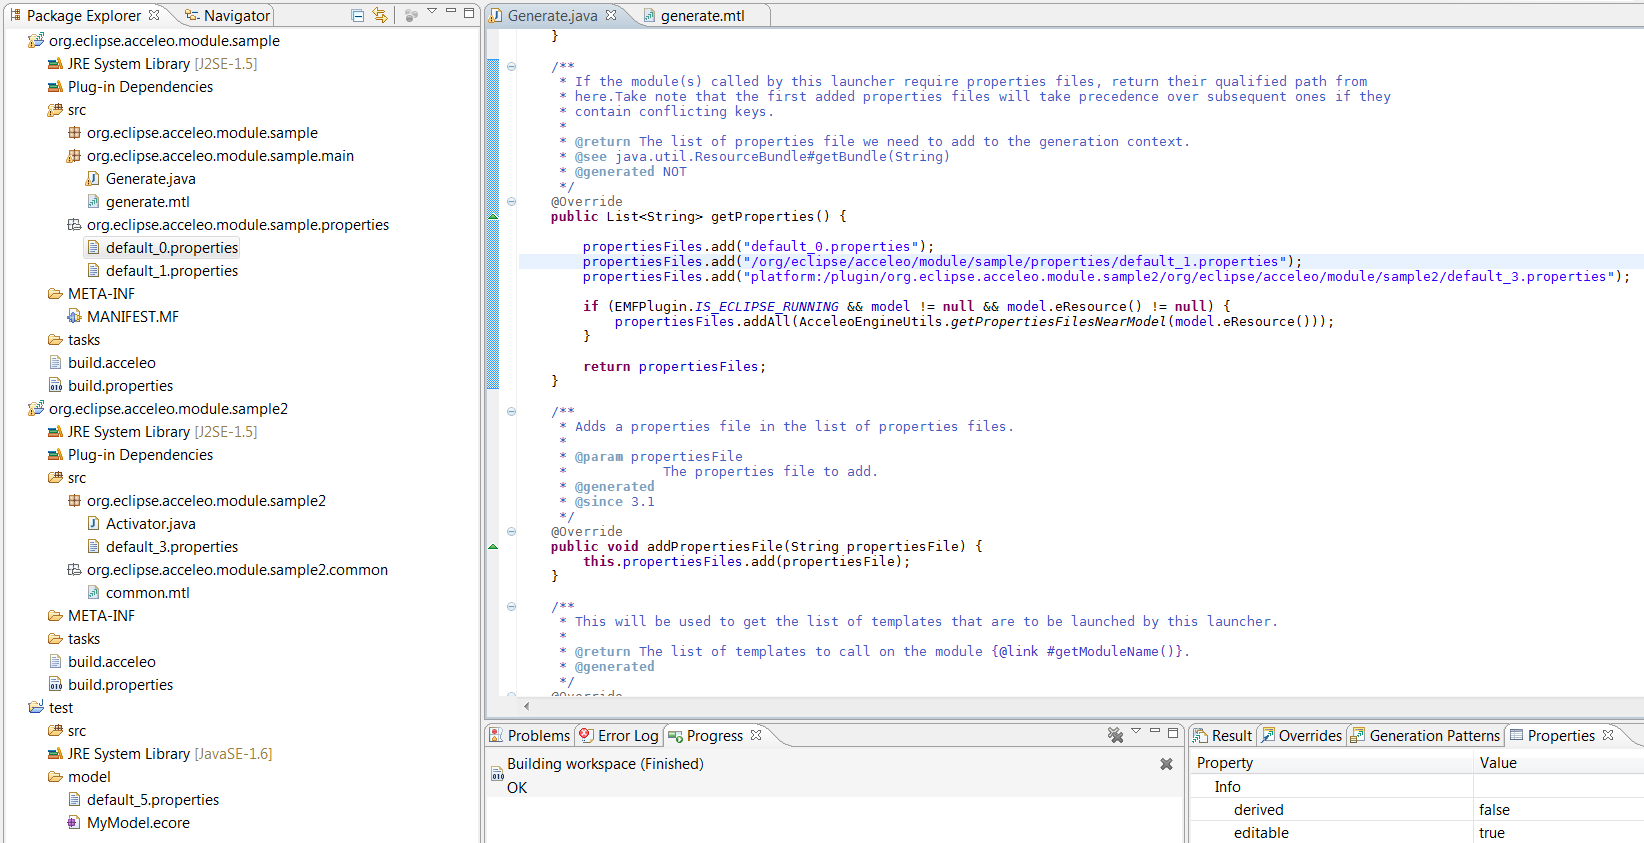 Package Explorer
Navigator
org.eclipse.acceleo.module.sample
JRE System Library [J2SE-1.5]
Plug-in Dependencies
src
org.eclipse.acceleo.module.sample
org.eclipse.acceleo.module.sample.main
Generate.java
generate.mtl
org.eclipse.acceleo.module.sample.properties
default_0.properties
default_1.properties
META-INF
MANIFEST.MF
tasks
build.acceleo
build.properties
org.eclipse.acceleo.module.sample2
JRE System Library [J2SE-1.5]
Plug-in Dependencies
src
org.eclipse.acceleo.module.sample2
Activator.java
default_3.properties
org.eclipse.acceleo.module.sample2.common
common.mtl
META-INF
tasks
build.acceleo
build.properties
test
src
JRE System Library [JavaSE-1.6]
model
default_5.properties
MyModel.ecore
Generate.java
generate.mtl
}
/**
* If the module(s) called by this launcher require properties files, return their qualified path from
* here.Take note that the first added properties files will take precedence over subsequent ones if they
* contain conflicting keys.
*
* @return The list of properties file we need to add to the generation context.
* @see java.util.ResourceBundle#getBundle(String)
* @generated NOT
*/
@Override
public List<String> getProperties() {
propertiesFiles.add("default_0.properties");
propertiesFiles.add("/org/eclipse/acceleo/module/sample/properties/default_1.properties");
propertiesFiles.add("platform:/plugin/org.eclipse.acceleo.module.sample2/org/eclipse/acceleo/module/sample2/default_3.properties");
if (EMFPlugin.IS_ECLIPSE_RUNNING && model != null && model.eResource() != null) {
propertiesFiles.addAll(AcceleoEngineUtils.getPropertiesFilesNearModel(model.eResource()));
}
return propertiesFiles;
}
/**
* Adds a properties file in the list of properties files.
*
* @param propertiesFile
* The properties file to add.
* @generated
* @since 3.1
*/
@Override
public void addPropertiesFile(String propertiesFile) {
this.propertiesFiles.add(propertiesFile);
}
/**
* This will be used to get the list of templates that are to be launched by this launcher.
*
* @return The list of templates to call on the module {@link #getModuleName()}.
* @generated
*/
@Override
Problems
Error Log
Progress
Building workspace (Finished)
OK
Result
Overrides
Generation Patterns
Properties
Property Value
Info
derived false
editable true